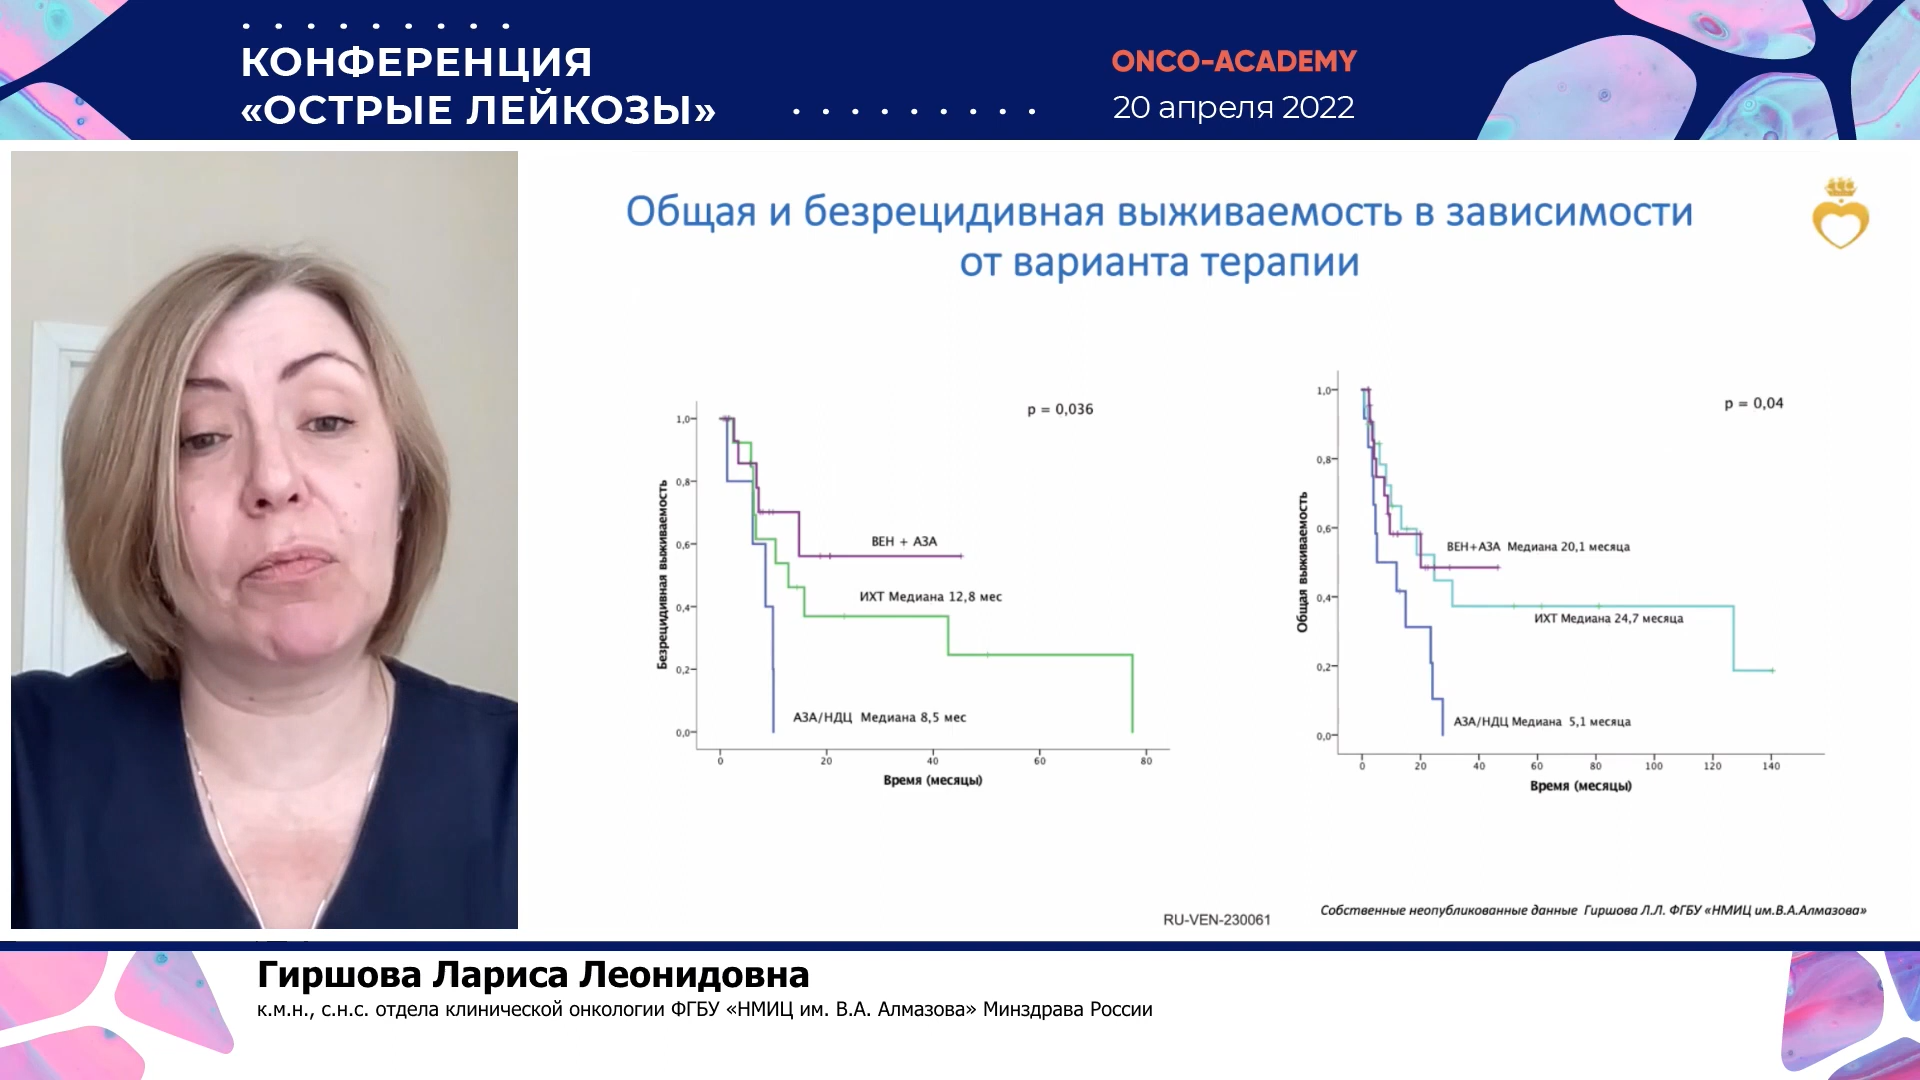 КОНФЕРЕНЦИЯ
«ОСТРЫЕ ЛЕЙКОЗЫ»
ONCO-ACADEMY
20 апреля 2022
Общая и безрецидивная выживаемость в зависимости
от варианта терапии
p = 0,036
1,0
0,8
0,6
0,4
0,2
0,0
Безрецидивная выживаемость
ВЕН + АЗА
ИХТ Медиана 12,8 мес
АЗА/НДЦ Медиана 8,5 мес
0 20 40 60 80
Время (месяцы)
p = 0,04
1,0
0,8
0,6
0,4
0,2
0,0
Общая выживаемость
ВЕН+АЗА Медиана 20,1 месяца
ИХТ Медиана 24,7 месяца
АЗА/НДЦ Медиана 5,1 месяца
0 20 40 60 80 100 120 140
Время (месяцы)
RU-VEN-230061
Собственные неопубликованные данные Гиршова Л.Л. ФГБУ «НМИЦ им.В.А.Алмазова»
Гиршова Лариса Леонидовна
к.м.н., с.н.с. отдела клинической онкологии ФГБУ «НМИЦ им. В.А. Алмазова» Минздрава России